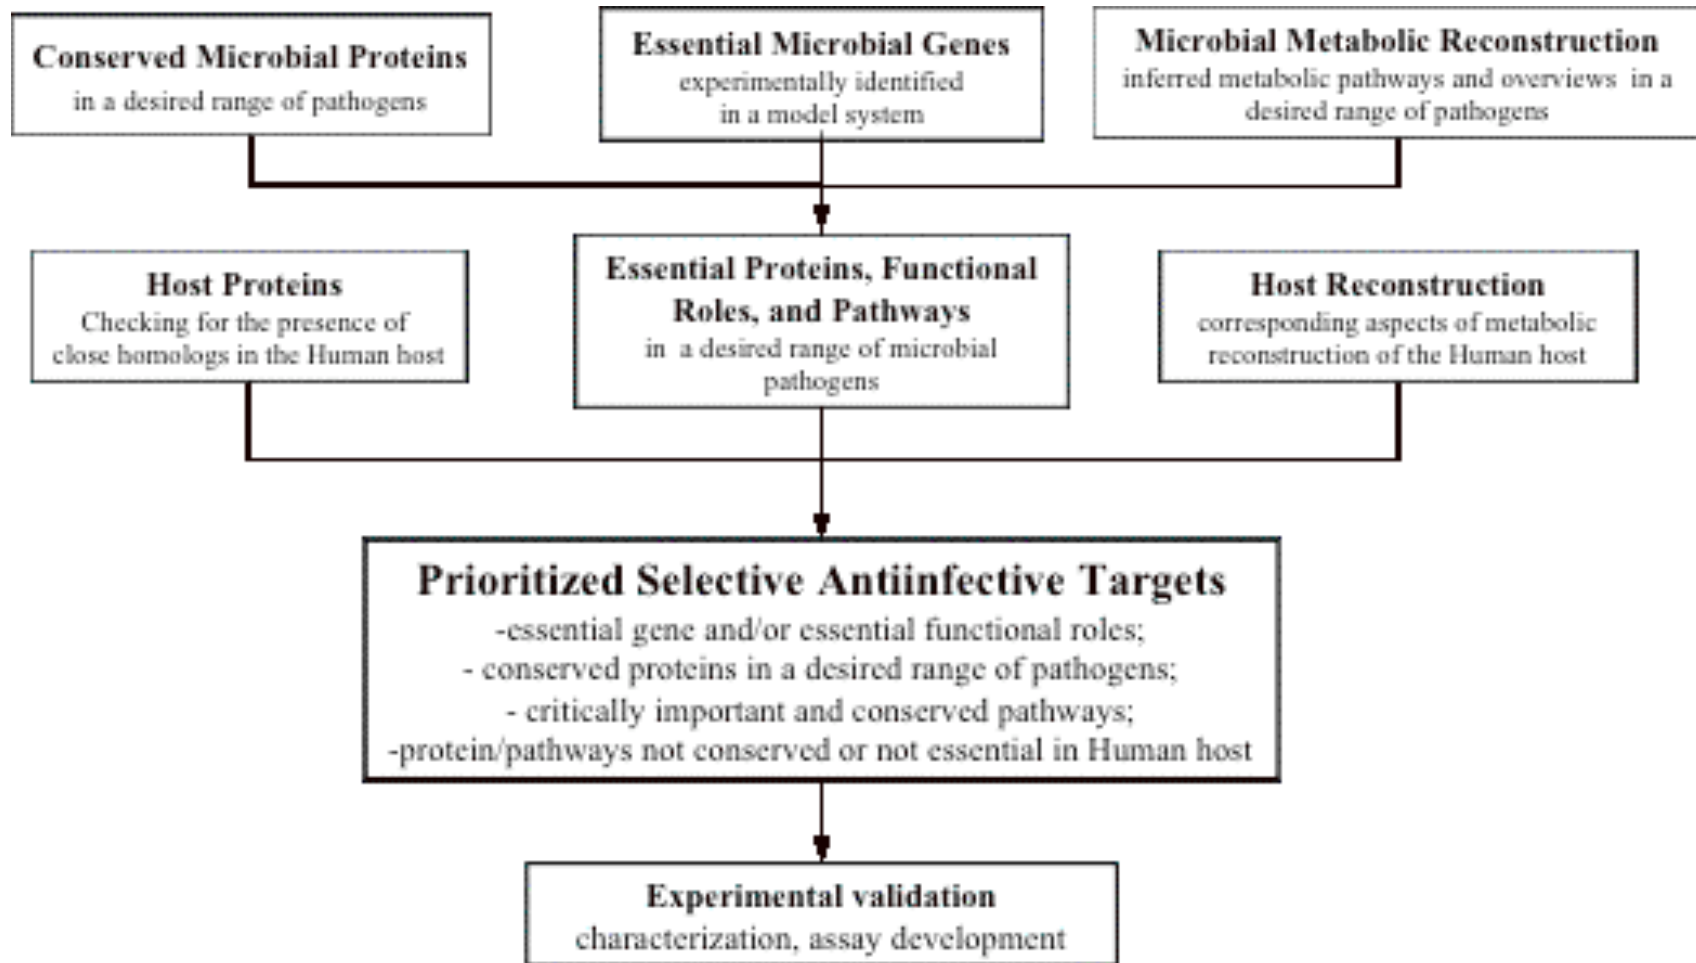 Conserved Microbial Proteins
in a desired range of pathogens
Essential Microbial Genes
experimentally identified
in a model system
Microbial Metabolic Reconstruction
inferred metabolic pathways and overviews in a
desired range of pathogens
Host Proteins
Checking for the presence of
close homologs in the Human host
Essential Proteins, Functional
Roles, and Pathways
in a desired range of microbial
pathogens
Host Reconstruction
corresponding aspects of metabolic
reconstruction of the Human host
Prioritized Selective Antiinfective Targets
-essential gene and/or essential functional roles;
- conserved proteins in a desired range of pathogens;
- critically important and conserved pathways;
-protein/pathways not conserved or not essential in Human host
Experimental validation
characterization, assay development